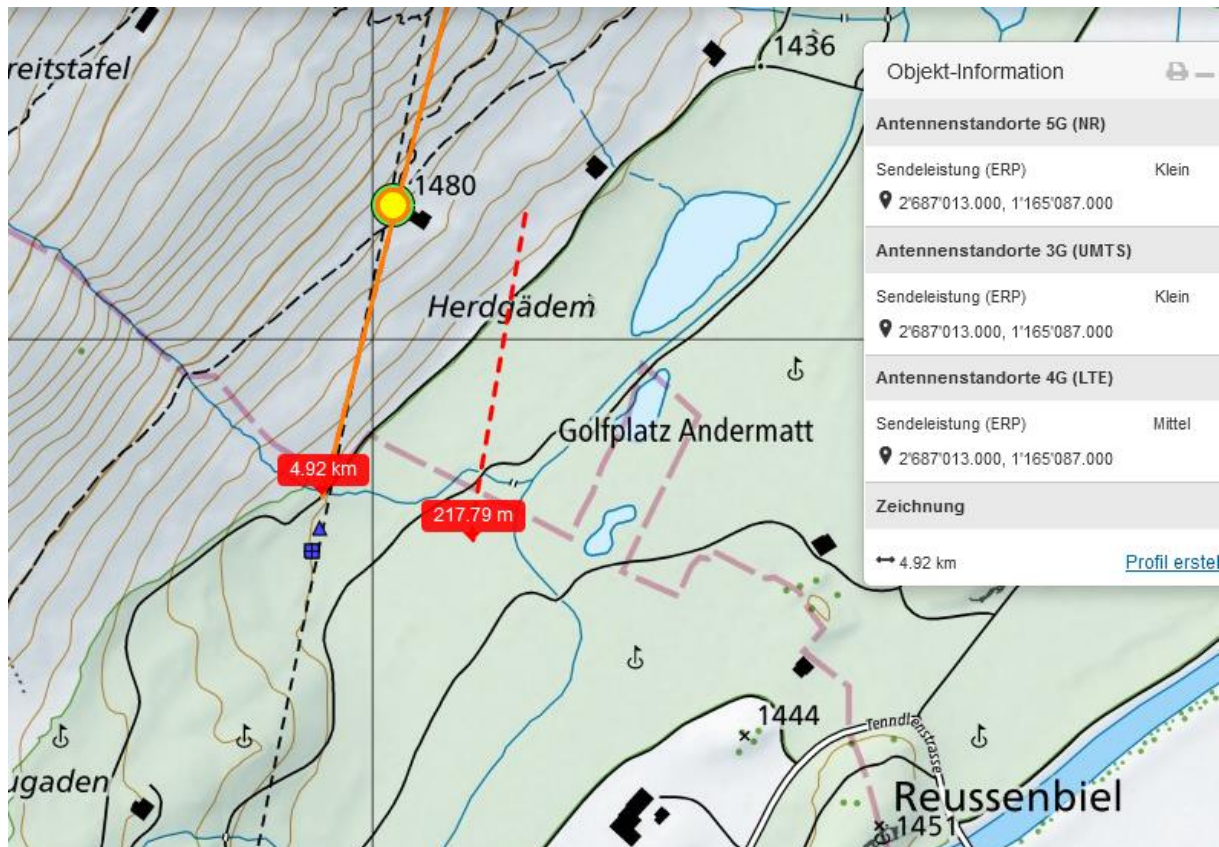 reitstafel
1436
1480
Herdgädem
Golfplatz Andermatt
4.92 km
217.79 m
1444
Tenndlenstrasse
ugaden
Reussenbiel
1451
Objekt-Information
Antennenstandorte 5G (NR)
Sendeleistung (ERP) Klein
2'687'013.000, 1'165'087.000
Antennenstandorte 3G (UMTS)
Sendeleistung (ERP) Klein
2'687'013.000, 1'165'087.000
Antennenstandorte 4G (LTE)
Sendeleistung (ERP) Mittel
2'687'013.000, 1'165'087.000
Zeichnung
4.92 km Profil erstel